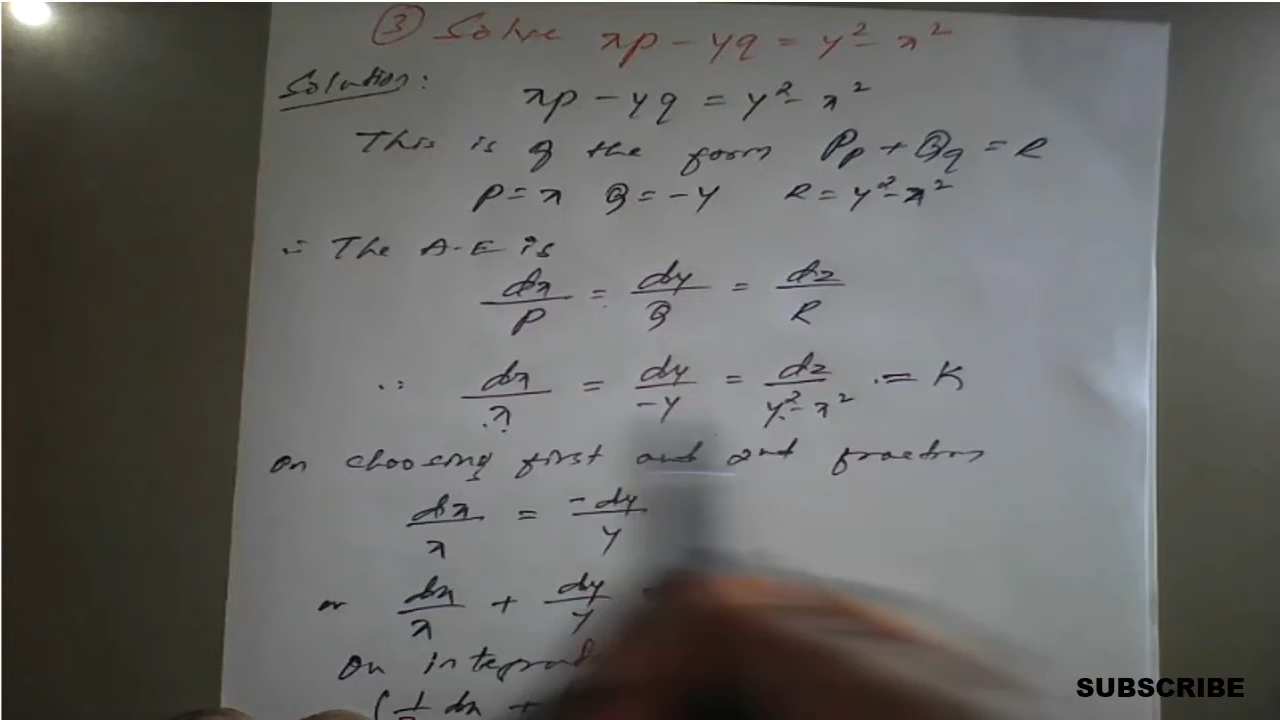 ③ Solve xp - yq = y² - x²
Solution:
xp - yq = y² - x²
This is of the form Pp + Qq = R
P = x Q = -y R = y² - x²
∴ The A.E is
dx/P = dy/Q = dz/R
∴ dx/x = dy/-y = dz/y²-x² = K
On choosing first and 2nd fraction
dx/x = -dy/y
or dx/x + dy/y
On
dx +
SUBSCRIBE